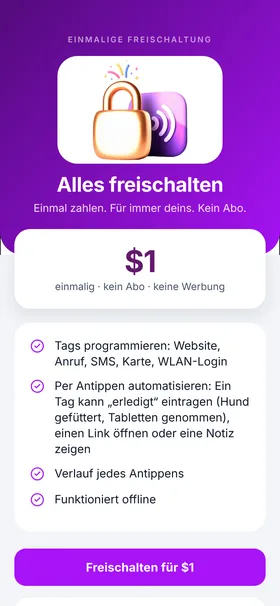 EINMALIGE FREISCHALTUNG
Alles freischalten
Einmal zahlen. Für immer deins. Kein Abo.
$1
einmalig · kein Abo · keine Werbung
Tags programmieren: Website,
Anruf, SMS, Karte, WLAN-Login
Per Antippen automatisieren: Ein
Tag kann „erledigt“ eintragen (Hund
gefüttert, Tabletten genommen),
einen Link öffnen oder eine Notiz
zeigen
Verlauf jedes Antippens
Funktioniert offline
Freischalten für $1